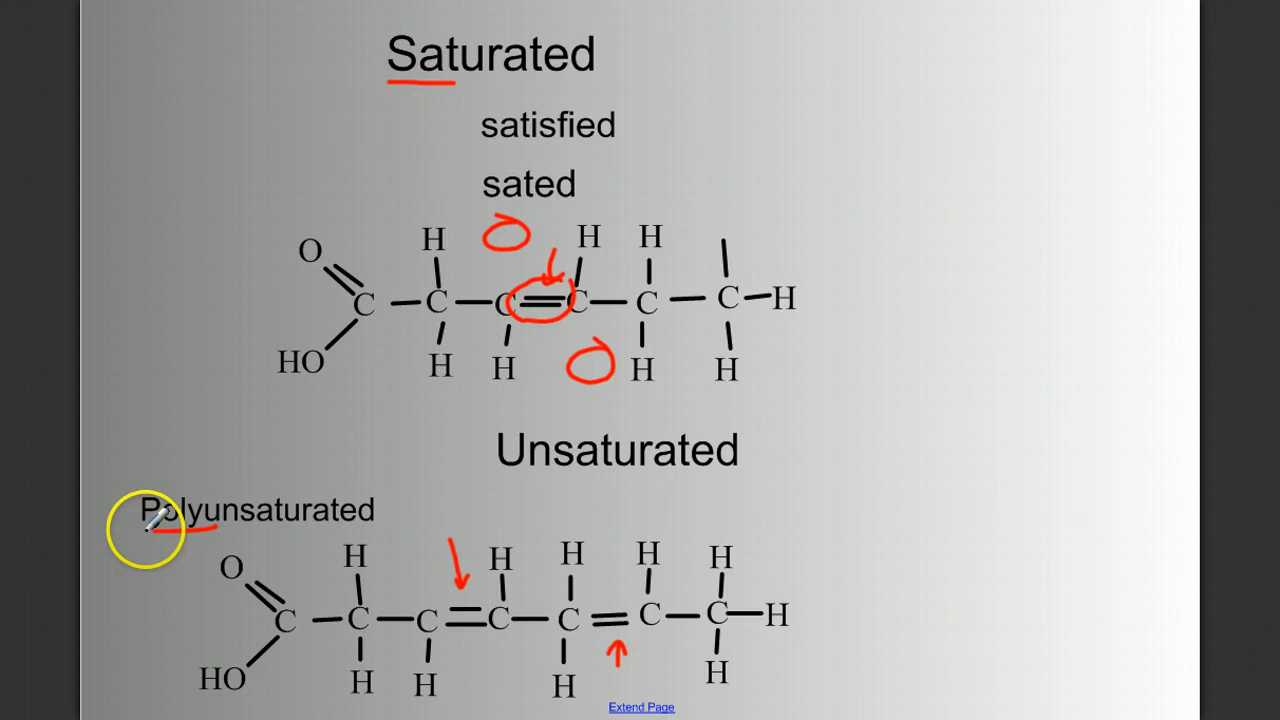 Saturated
satisfied
sated
H H H
O
C C C C C C H
HO H H H H
Unsaturated
Polyunsaturated
O H H H H H
C C C C C C C H
HO H H H H
Extend Page